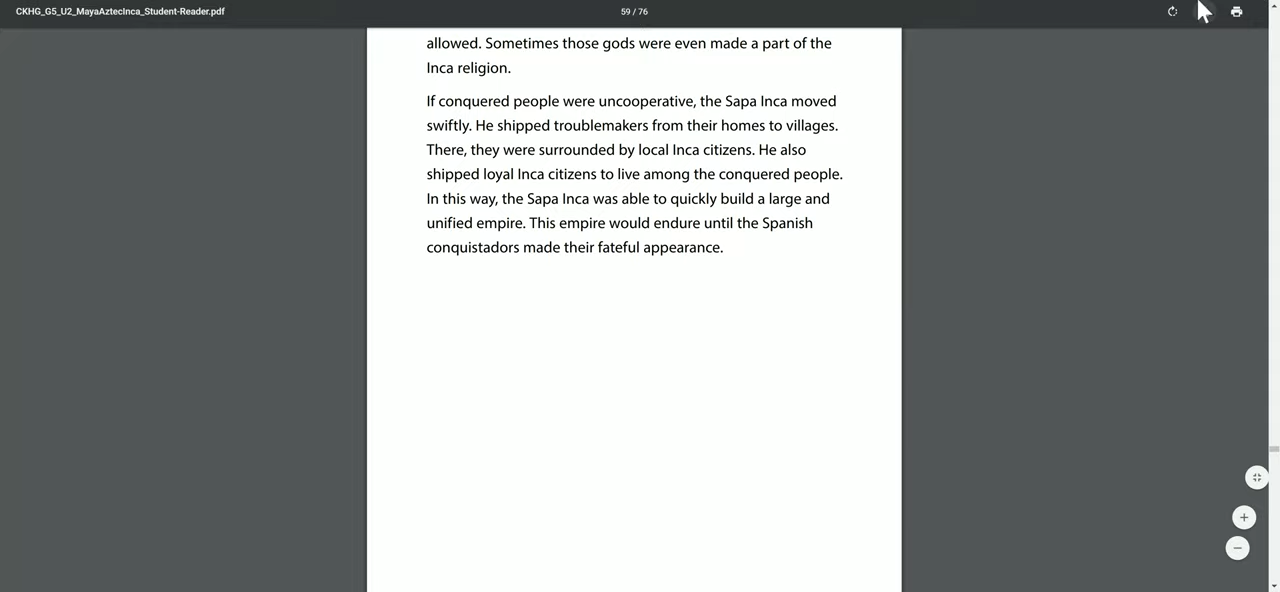 CKHG_G5_U2_MayaAztecInca_Student-Reader.pdf
59 / 76
allowed. Sometimes those gods were even made a part of the
Inca religion.
If conquered people were uncooperative, the Sapa Inca moved
swiftly. He shipped troublemakers from their homes to villages.
There, they were surrounded by local Inca citizens. He also
shipped loyal Inca citizens to live among the conquered people.
In this way, the Sapa Inca was able to quickly build a large and
unified empire. This empire would endure until the Spanish
conquistadors made their fateful appearance.